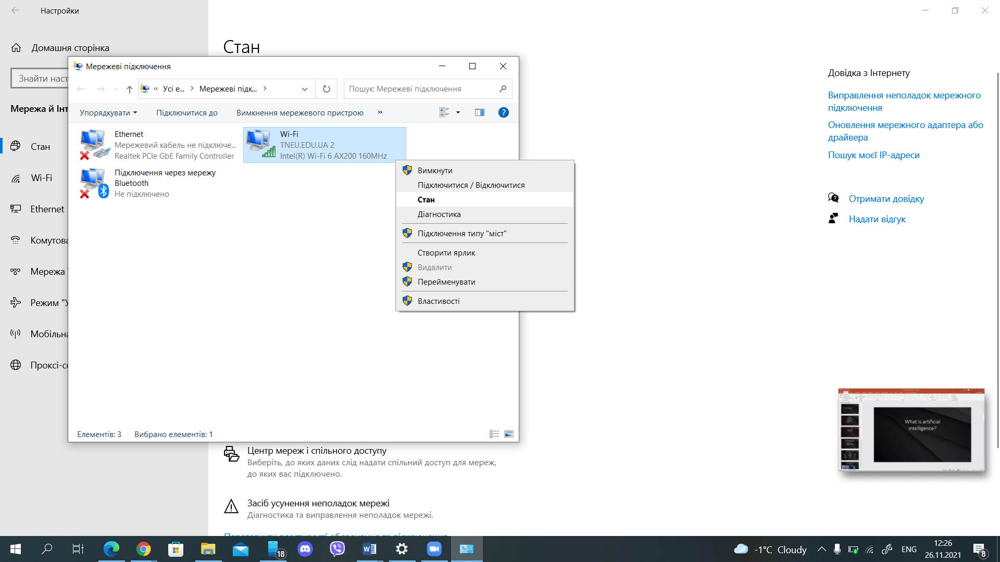 Настройки
Домашня сторінка
Знайти наст
Мережа й Інт
Стан
Wi-Fi
Ethernet
Комутова
Мережа
Режим "У
Мобільна
Проксі-се
Стан
Мережеві підключення
« Усі е... > Мережеві підк... >
Пошук: Мережеві підключення
Упорядкувати
Підключитися до
Вимкнення мережевого пристрою
»
Ethernet
Мережевий кабель не підключе...
Realtek PCIe GbE Family Controller
Wi-Fi
TNEU.EDU.UA 2
Intel(R) Wi-Fi 6 AX200 160MHz
Підключення через мережу
Bluetooth
Не підключено
Вимкнути
Підключитися / Відключитися
Стан
Діагностика
Підключення типу "міст"
Створити ярлик
Видалити
Перейменувати
Властивості
Елементів: 3
Вибрано елементів: 1
Центр мереж і спільного доступу
Виберіть, до яких даних слід надати спільний доступ для мереж,
до яких вас підключено.
Засіб усунення неполадок мережі
Діагностика та виправлення неполадок мережі.
Довідка з Інтернету
Виправлення неполадок мережного
підключення
Оновлення мережного адаптера або
драйвера
Пошук моєї IP-адреси
Отримати довідку
Надати відгук
What is artificial
intelligence?
18
-1°C Cloudy
ENG
12:26
26.11.2021
8